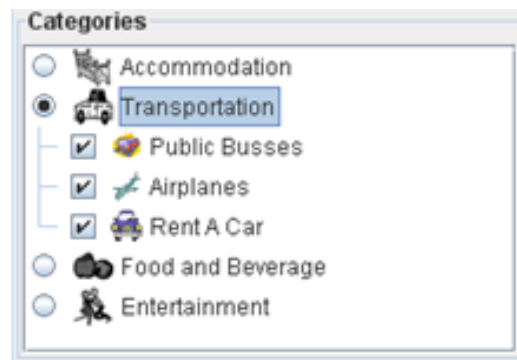 Categories
Accommodation
Transportation
Public Busses
Airplanes
Rent A Car
Food and Beverage
Entertainment